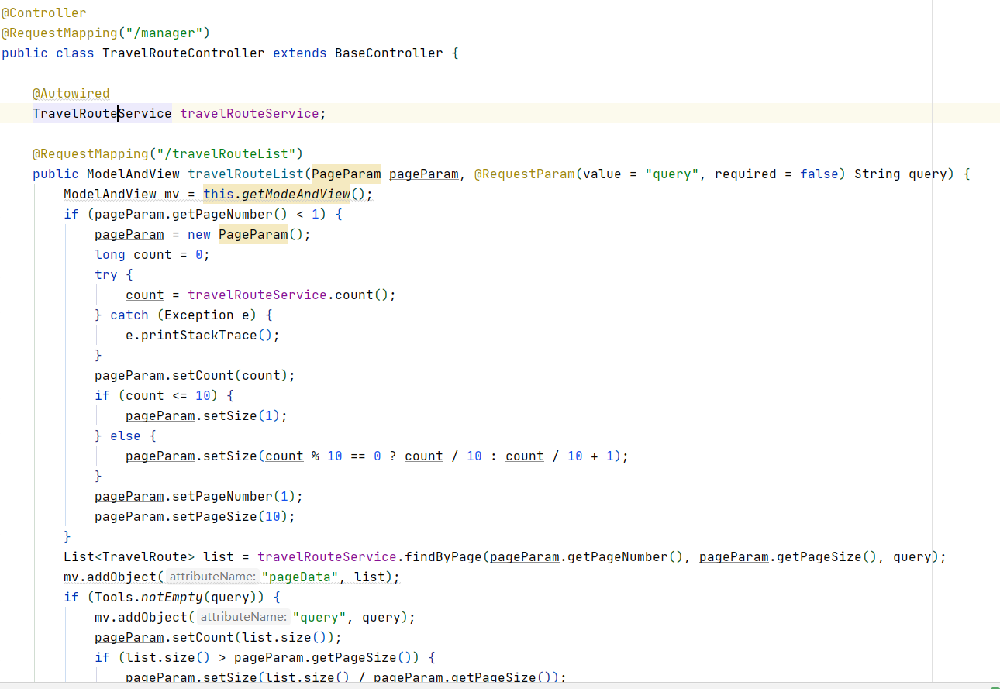 @Controller
@RequestMapping("/manager")
public class TravelRouteController extends BaseController {
@Autowired
TravelRouteService travelRouteService;
@RequestMapping("/travelRouteList")
public ModelAndView travelRouteList(PageParam pageParam, @RequestParam(value = "query", required = false) String query) {
ModelAndView mv = this.getModeAndView();
if (pageParam.getPageNumber() < 1) {
pageParam = new PageParam();
long count = 0;
try {
count = travelRouteService.count();
} catch (Exception e) {
e.printStackTrace();
}
pageParam.setCount(count);
if (count <= 10) {
pageParam.setSize(1);
} else {
pageParam.setSize(count % 10 == 0 ? count / 10 : count / 10 + 1);
}
pageParam.setPageNumber(1);
pageParam.setPageSize(10);
}
List<TravelRoute> list = travelRouteService.findByPage(pageParam.getPageNumber(), pageParam.getPageSize(), query);
mv.addObject( attributeName: "pageData", list);
if (Tools.notEmpty(query)) {
mv.addObject( attributeName: "query", query);
pageParam.setCount(list.size());
if (list.size() > pageParam.getPageSize()) {
pageParam.setSize(list.size() / pageParam.getPageSize());